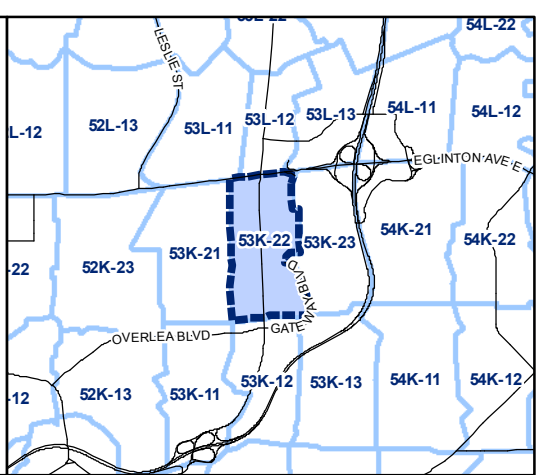 53L-22
54L-22
LESLIE ST
L-12
52L-13
53L-11
53L-12
53L-13
54L-11
54L-12
EGLINTON AVE E
-22
52K-23
53K-21
53K-22
53K-23
54K-21
54K-22
GATEWAY BLVD
OVERLEA BLVD
-12
52K-13
53K-11
53K-12
53K-13
54K-11
54K-12